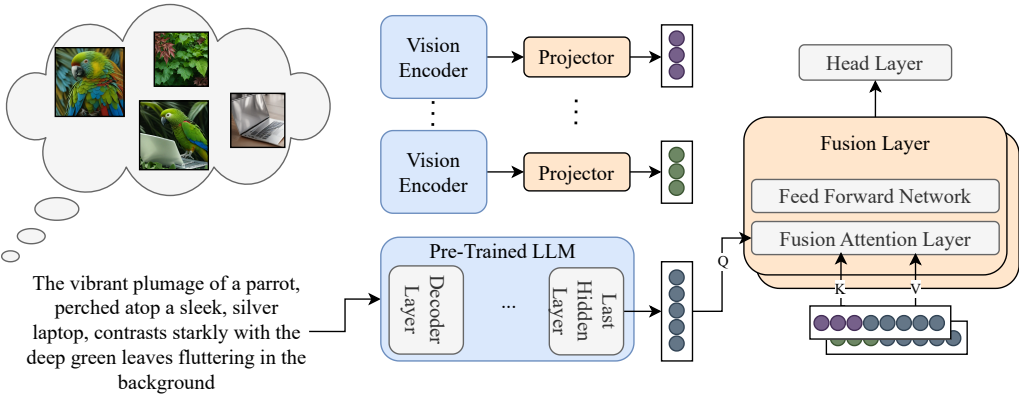 Vision
Encoder
Projector
Vision
Encoder
Projector
Head Layer
Fusion Layer
Feed Forward Network
Fusion Attention Layer
Q
K
V
Pre-Trained LLM
Decoder
Layer
...
Last
Hidden
Layer
The vibrant plumage of a parrot,
perched atop a sleek, silver
laptop, contrasts starkly with the
deep green leaves fluttering in the
background